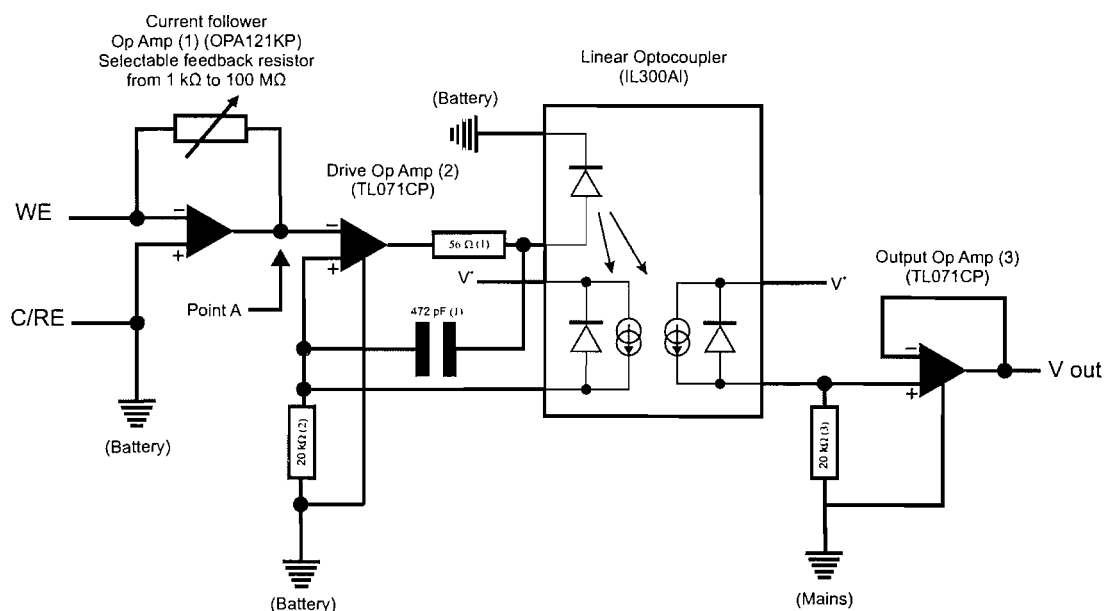 Current follower
Op Amp (1) (OPA121KP)
Selectable feedback resistor
from 1 kΩ to 100 MΩ
Linear Optocoupler
(IL300AI)
(Battery)
Drive Op Amp (2)
(TL071CP)
WE
−
+
−
+
56 Ω (1)
Output Op Amp (3)
(TL071CP)
V+
V+
C/RE
Point A
472 pF (1)
−
+
V out
(Battery)
20 kΩ (2)
20 kΩ (3)
(Battery)
(Mains)